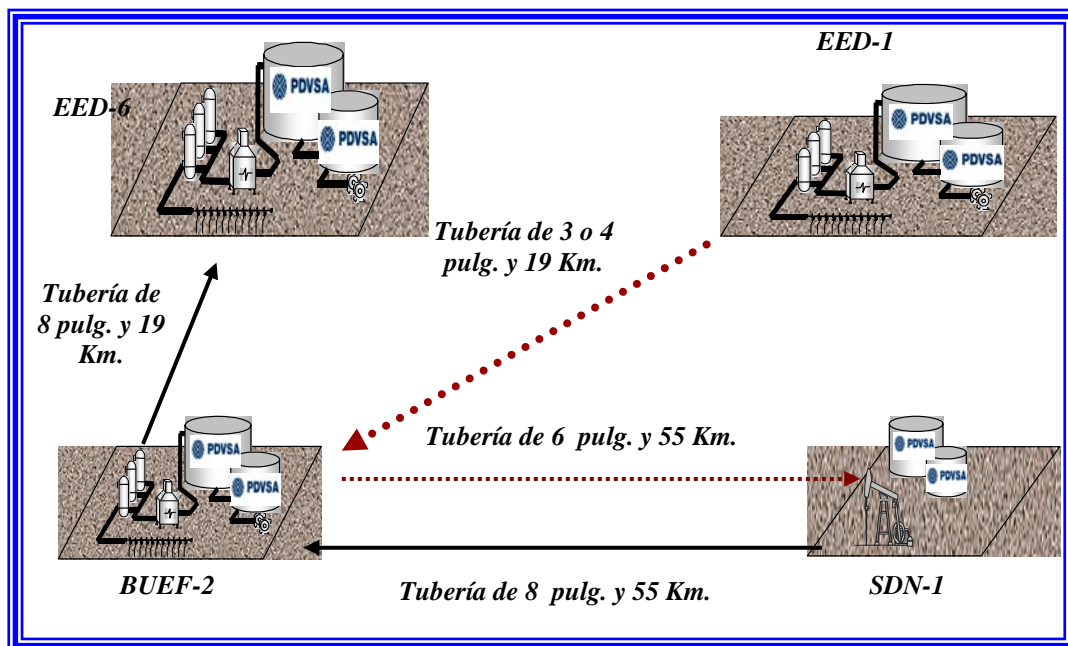 EED-1
PDVSA
EED-6
PDVSA
PDVSA
PDVSA
Tubería de 3 o 4
pulg. y 19 Km.
Tubería de
8 pulg. y 19
Km.
Tubería de 6 pulg. y 55 Km.
PDVSA
PDVSA
PDVSA
PDVSA
BUEF-2
Tubería de 8 pulg. y 55 Km.
SDN-1